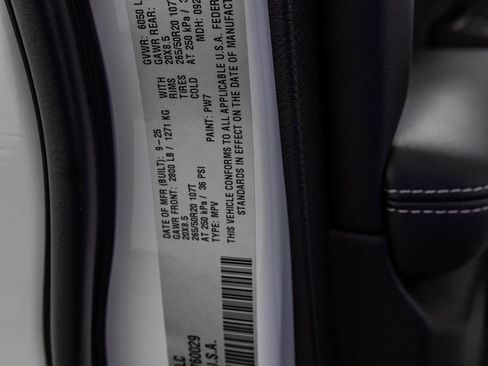 DATE OF MFR (BUILT): 9-25 GVWR: 6050 L
GAWR FRONT: 2800 LB / 1271 KG WITH GAWR REAR:
20X8.5 RIMS 20X8.5
265/50R20 107T TIRES 265/50R20 107T
AT 250 kPa / 36 PSI COLD AT 250 kPa / 3
TYPE: MPV PAINT: PW7 MDH: 092
THIS VEHICLE CONFORMS TO ALL APPLICABLE U.S.A. FEDER
STANDARDS IN EFFECT ON THE DATE OF MANUFACT
LC
60029
U.S.A.